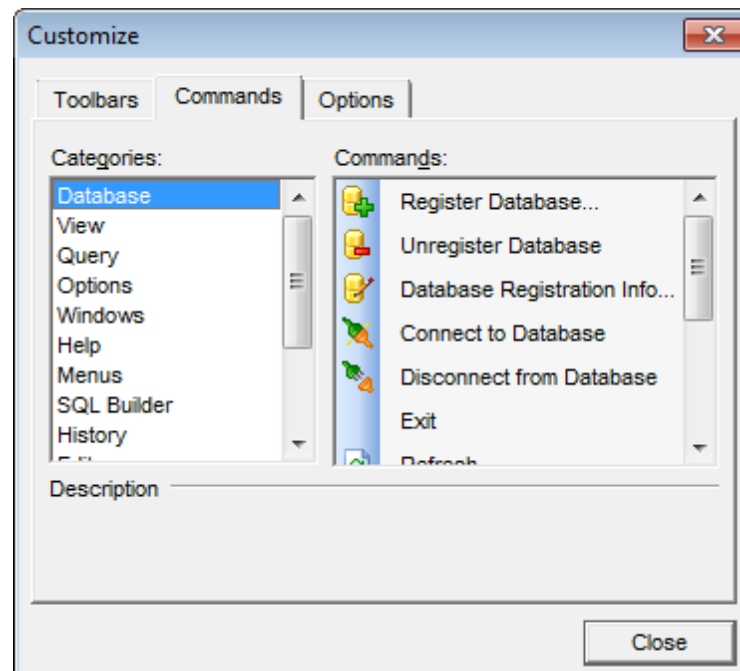 Customize
Toolbars Commands Options
Categories:
Database
View
Query
Options
Windows
Help
Menus
SQL Builder
History
Commands:
Register Database...
Unregister Database
Database Registration Info...
Connect to Database
Disconnect from Database
Exit
Refresh
Description
Close